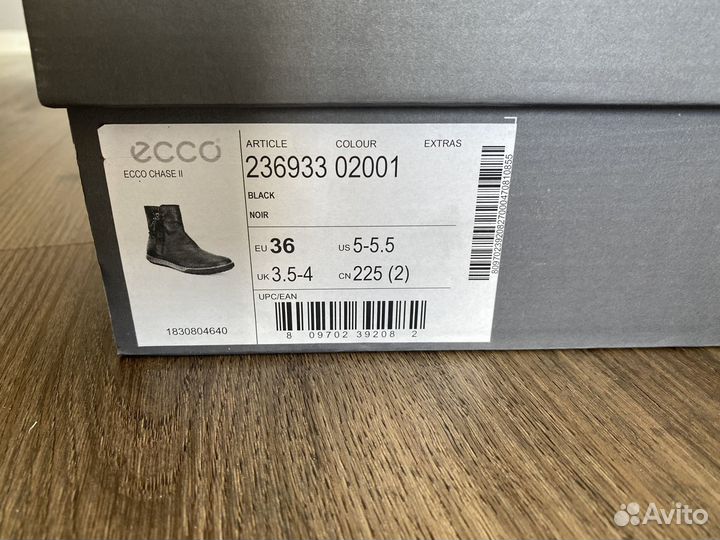 ecco
ECCO CHASE II
ARTICLE COLOUR EXTRAS
236933 02001
BLACK
NOIR
EU 36 US 5-5.5
UK 3.5-4 CN 225 (2)
UPC/EAN
8 09702 39208 2
1830804640
80970239208270000470810855
Avito